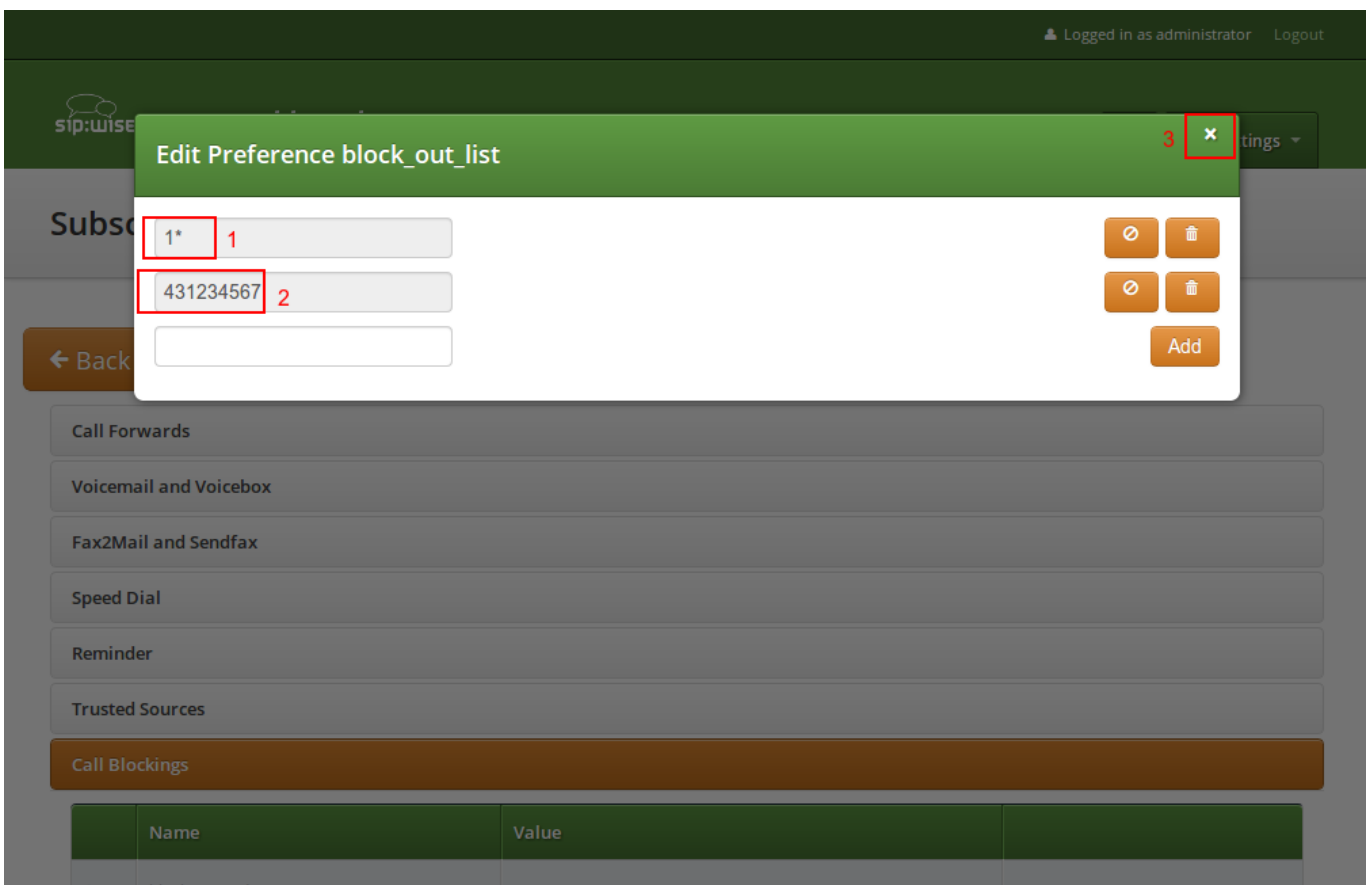 Logged in as administrator Logout
sip:wise
3 × tings
Edit Preference block_out_list
Subsc
1* 1
431234567 2
Back
Add
Call Forwards
Voicemail and Voicebox
Fax2Mail and Sendfax
Speed Dial
Reminder
Trusted Sources
Call Blockings
Name Value